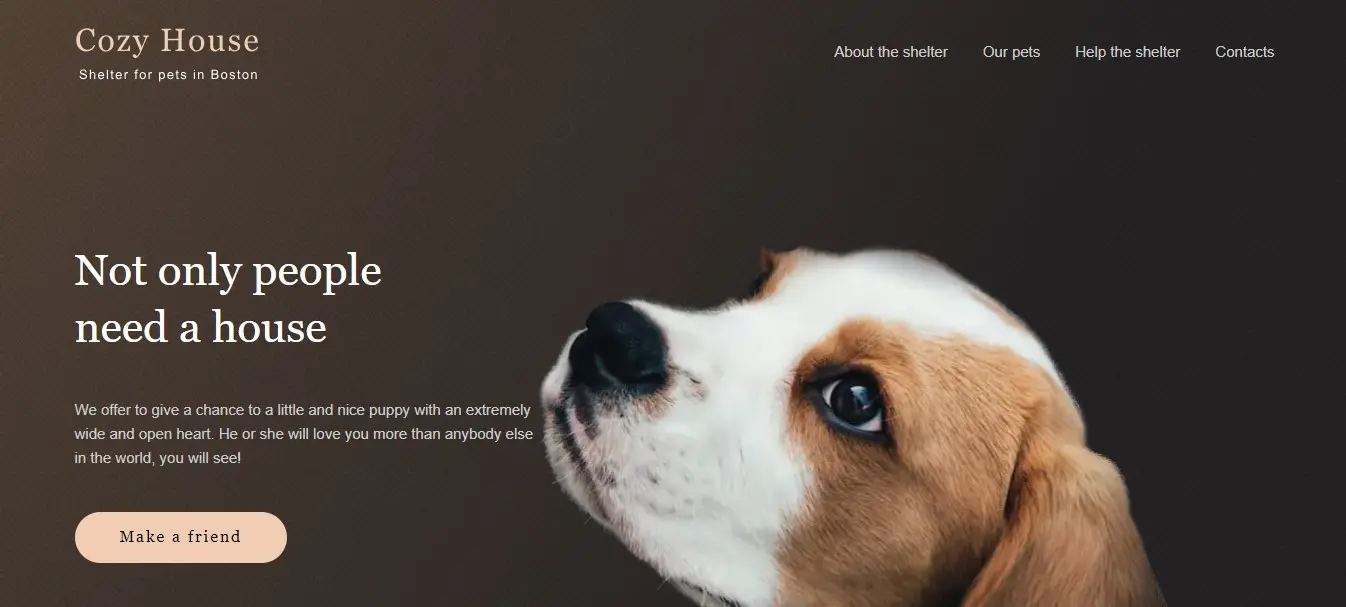 Cozy House
Shelter for pets in Boston
About the shelter
Our pets
Help the shelter
Contacts
Not only people
need a house
We offer to give a chance to a little and nice puppy with an extremely
wide and open heart. He or she will love you more than anybody else
in the world, you will see!
Make a friend